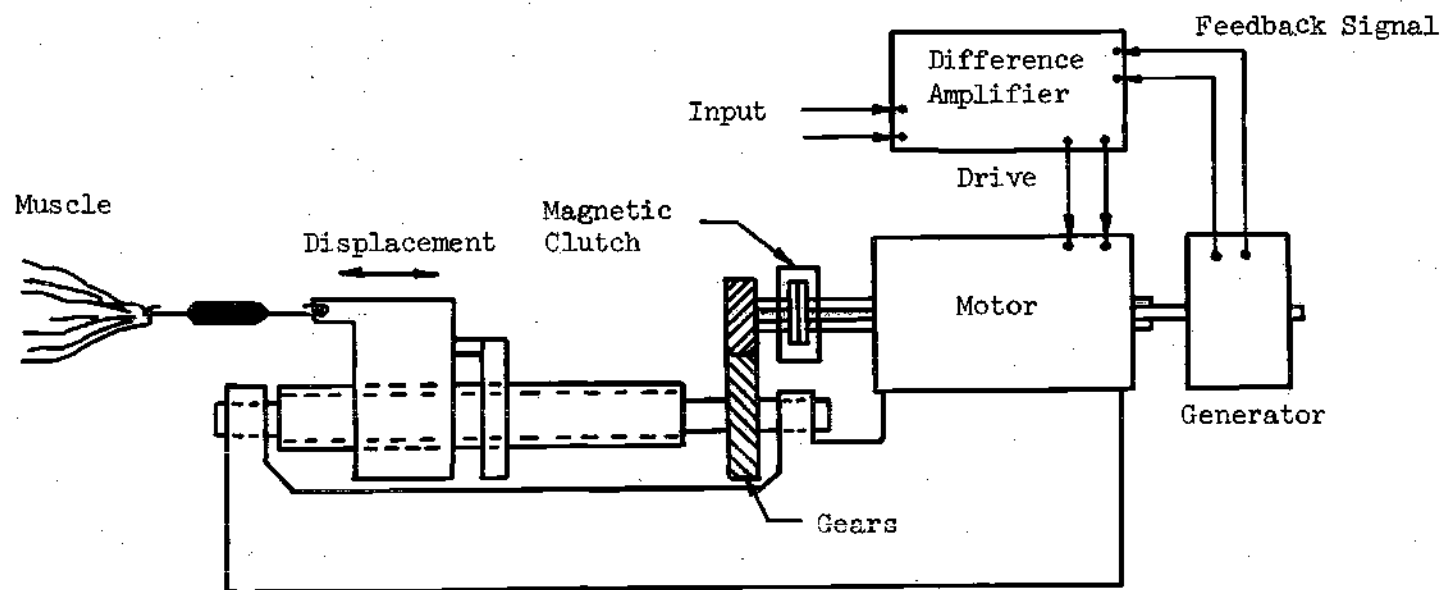 Feedback Signal
Difference
Amplifier
Input
Drive
Muscle
Magnetic
Clutch
Displacement
Motor
Generator
Gears